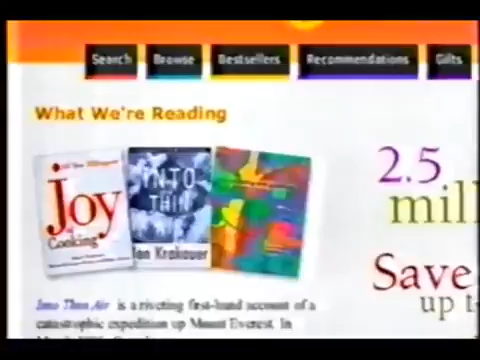 Search Browse Bestsellers Recommendations Gifts
What We're Reading
Joy
of
Cooking
INTO
THIN
Jon Krakauer
2.5
mill
Save
up t
Into Thin Air is a riveting first-hand account of a
catastrophic expedition up Mount Everest. In